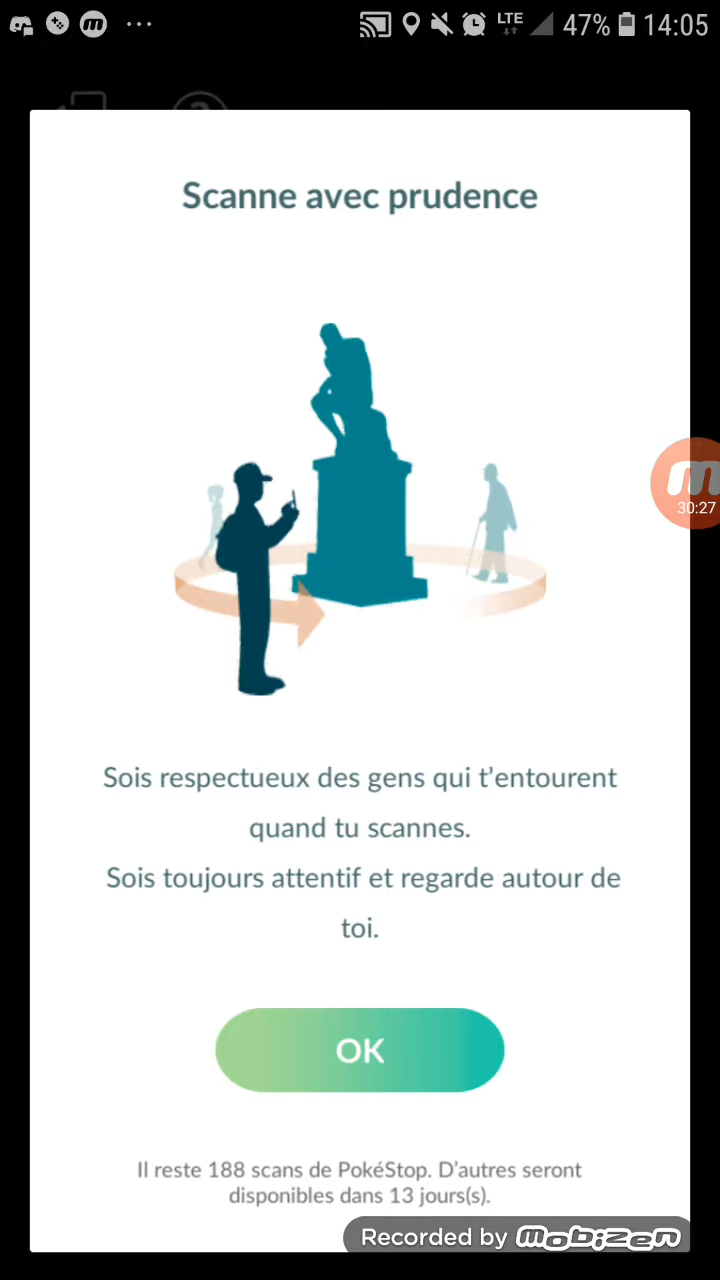 LTE 47% 14:05
Scanne avec prudence
30:27
Sois respectueux des gens qui t'entourent
quand tu scannes.
Sois toujours attentif et regarde autour de
toi.
OK
Il reste 188 scans de PokéStop. D'autres seront
disponibles dans 13 jours(s).
Recorded by mobizen